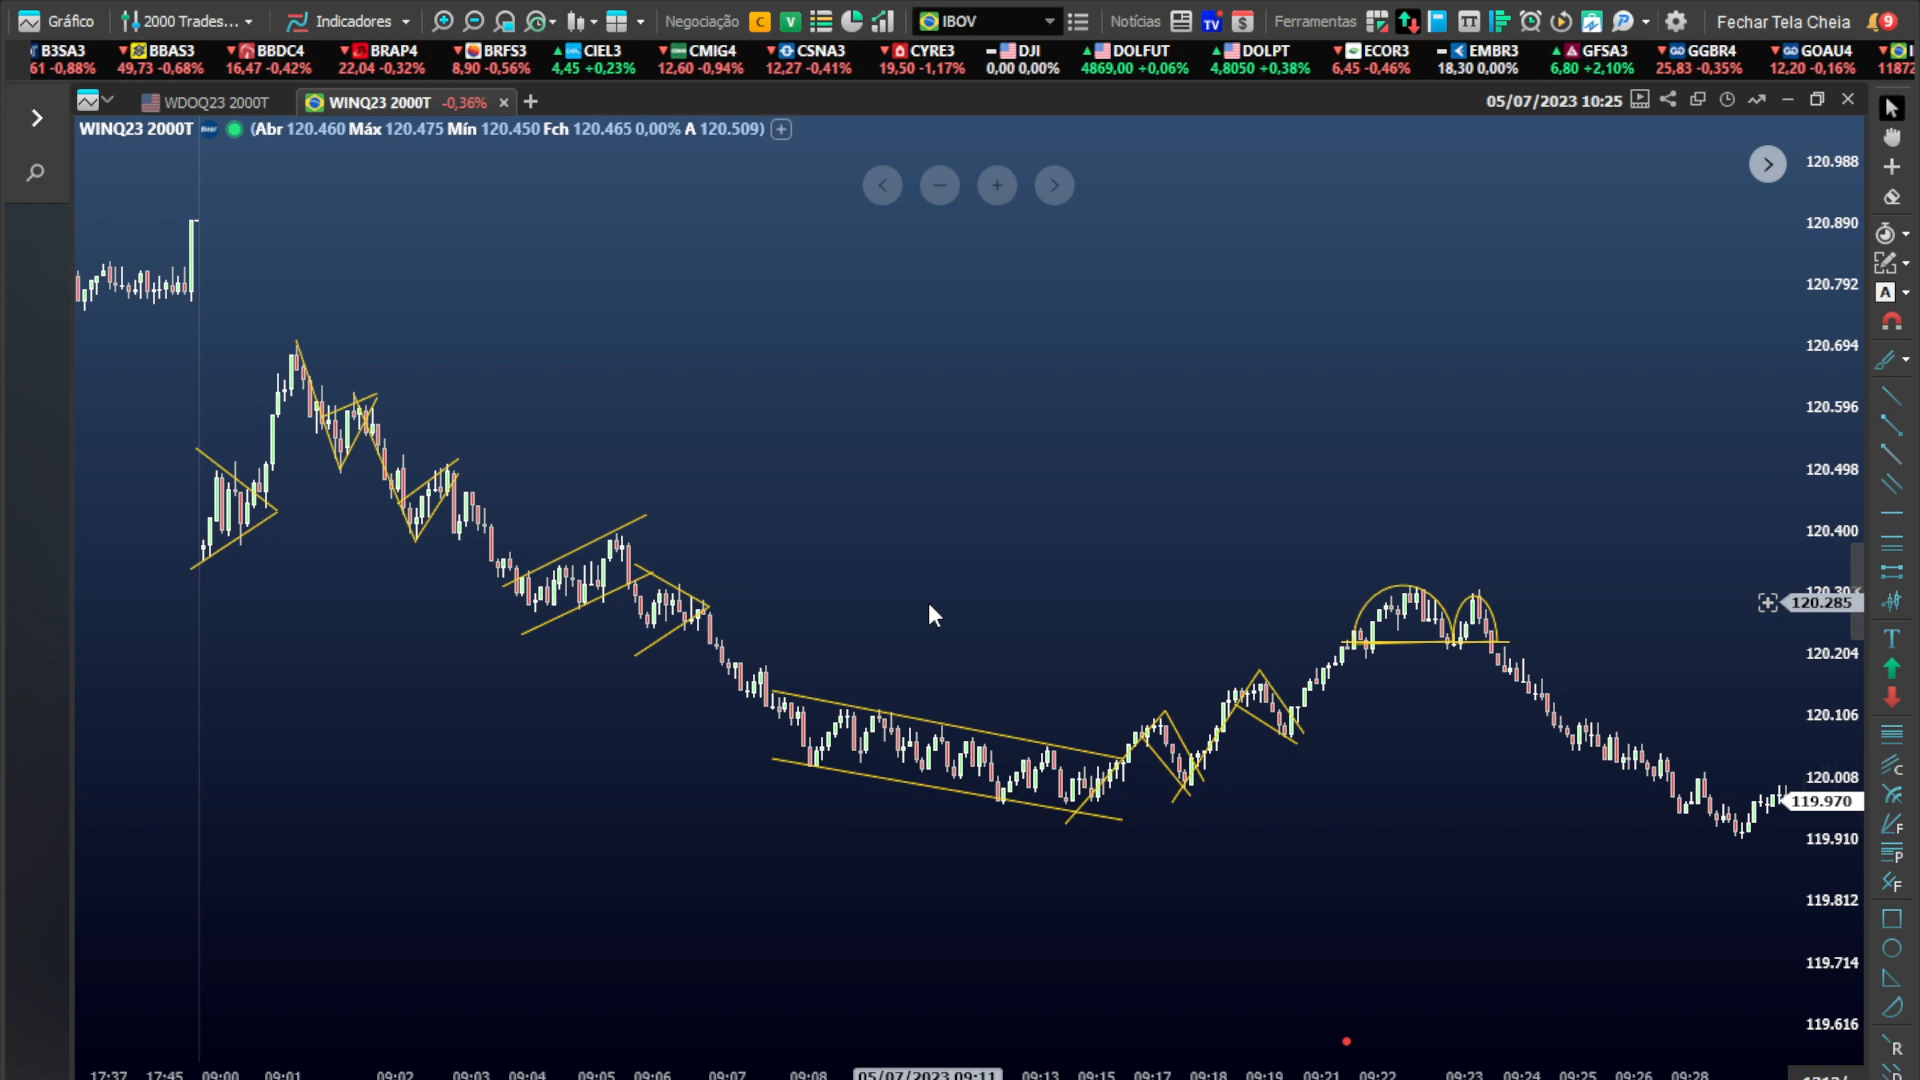 Gráfico 2000 Trades... Indicadores Negociação C V IBOV Notícias TV $ Ferramentas Fechar Tela Cheia 9
B3SA3 BBAS3 BBDC4 BRAP4 BRFS3 CIEL3 CMIG4 CSNA3 CYRE3 DJI DOLFUT DOLPT ECOR3 EMBR3 GFSA3 GGBR4 GOAU4
61 -0,88% 49,73 -0,68% 16,47 -0,42% 22,04 -0,32% 8,90 -0,56% 4,45 +0,23% 12,60 -0,94% 12,27 -0,41% 19,50 -1,17% 0,00 0,00% 4869,00 +0,06% 4,8050 +0,38% 6,45 -0,46% 18,30 0,00% 6,80 +2,10% 25,83 -0,35% 12,20 -0,16% 11872
WDOQ23 2000T WINQ23 2000T -0,36% 05/07/2023 10:25
WINQ23 2000T (Abr 120.460 Máx 120.475 Mín 120.450 Fch 120.465 0,00% A 120.509)
120.988
120.890
120.792
120.694
120.596
120.498
120.400
120.285
120.204
120.106
120.008
119.970
119.910
119.812
119.714
119.616
17:37 17:45 09:00 09:01 09:02 09:03 09:04 09:05 09:06 09:07 09:08 05/07/2023 09:11 09:13 09:15 09:17 09:18 09:19 09:21 09:22 09:23 09:24 09:25 09:26 09:28
A
T
C
F
P
F
R